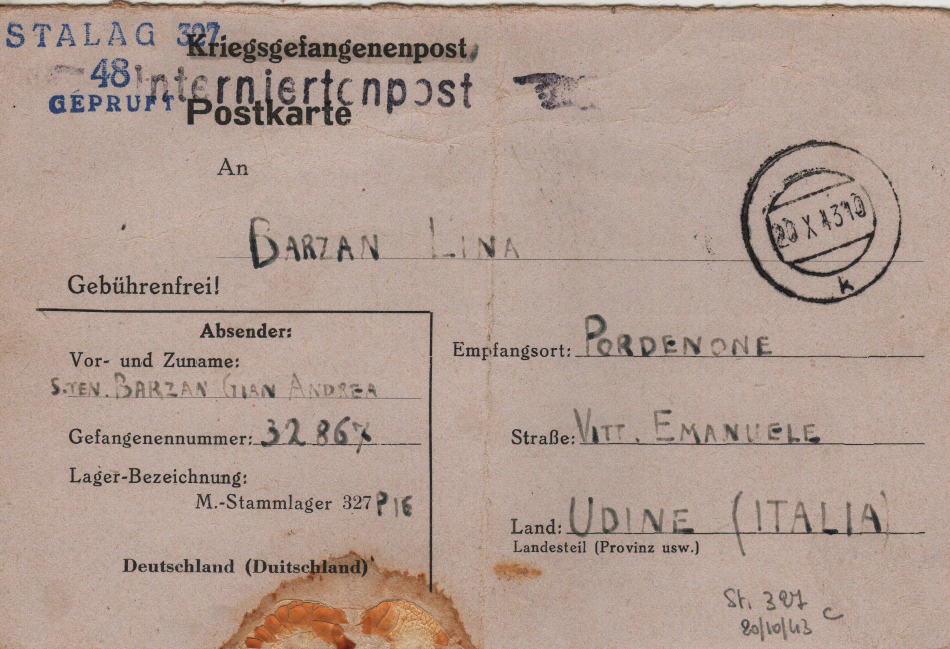 STALAG 327
48
GEPRUFT
Kriegsgefangenenpost
Interniertenpost
Postkarte
An
BARZAN LINA
20 X 43 10
k
Gebührenfrei!
Absender:
Vor- und Zuname:
S.TEN. BARZAN GIAN ANDREA
Gefangenennummer: 32867
Lager-Bezeichnung:
M.-Stammlager 327
Deutschland (Duitschland)
Empfangsort: PORDENONE
Straße: VITT. EMANUELE
Land: UDINE (ITALIA)
Landesteil (Provinz usw.)
St. 327
20/10/43 C